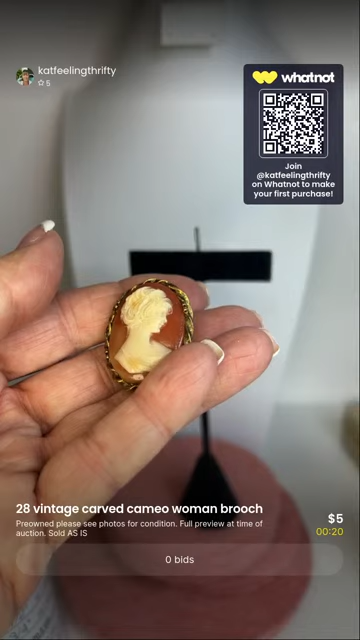 katfeelingthrifty
☆ 5
whatnot
Join
@katfeelingthrifty
on Whatnot to make
your first purchase!
28 vintage carved cameo woman brooch
Preowned please see photos for condition. Full preview at time of
auction. Sold AS IS
$5
00:20
0 bids